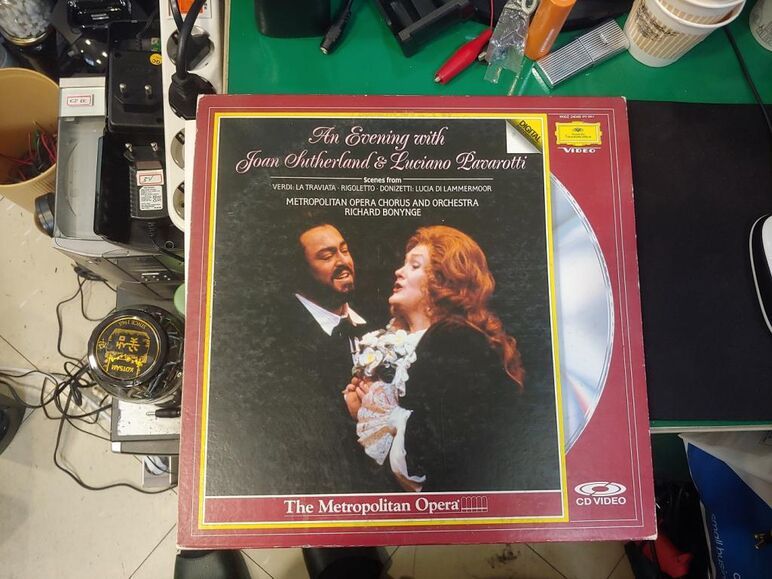 An Evening with
Joan Sutherland & Luciano Pavarotti
Scenes from
VERDI: LA TRAVIATA · RIGOLETTO · DONIZETTI: LUCIA DI LAMMERMOOR
METROPOLITAN OPERA CHORUS AND ORCHESTRA
RICHARD BONYNGE
DIGITAL
VIDEO
The Metropolitan Opera
CD VIDEO
KOTSAM